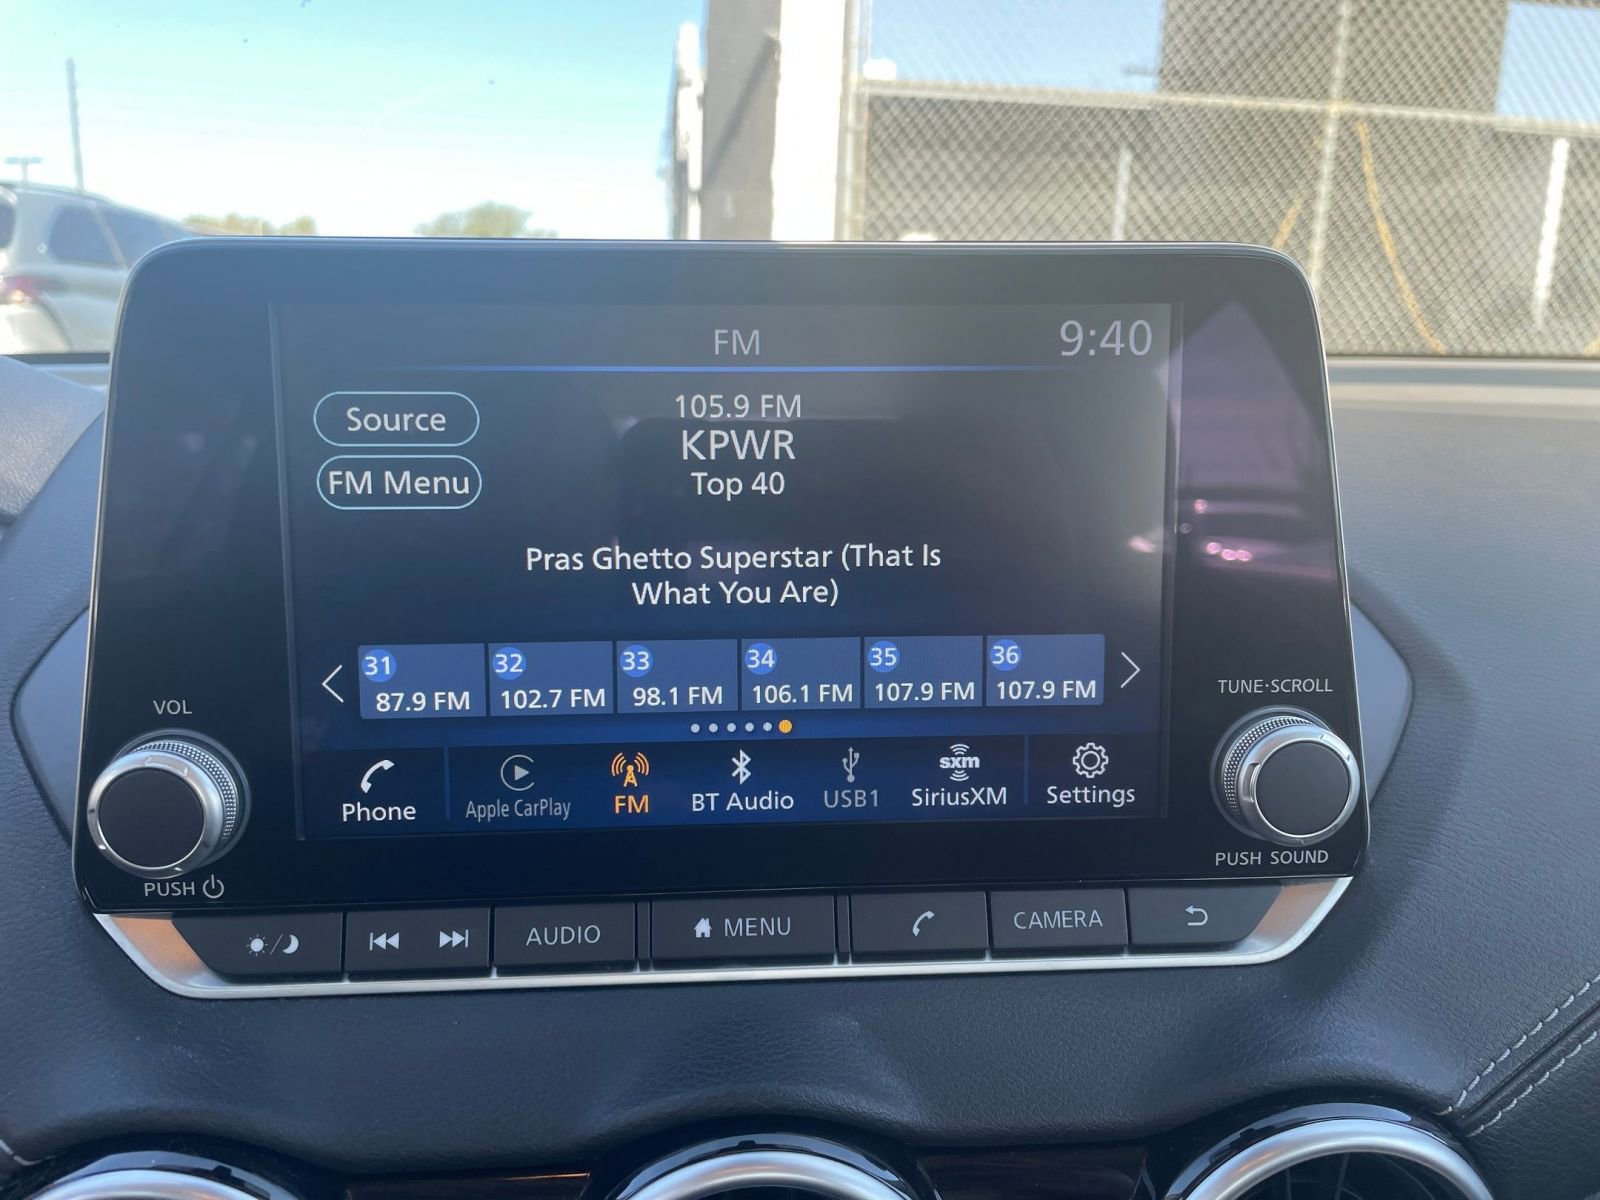 FM
9:40
Source
FM Menu
105.9 FM
KPWR
Top 40
Pras Ghetto Superstar (That Is
What You Are)
31
87.9 FM
32
102.7 FM
33
98.1 FM
34
106.1 FM
35
107.9 FM
36
107.9 FM
Phone
Apple CarPlay
FM
BT Audio
USB1
sxm
SiriusXM
Settings
VOL
PUSH
TUNE·SCROLL
PUSH SOUND
AUDIO
MENU
CAMERA